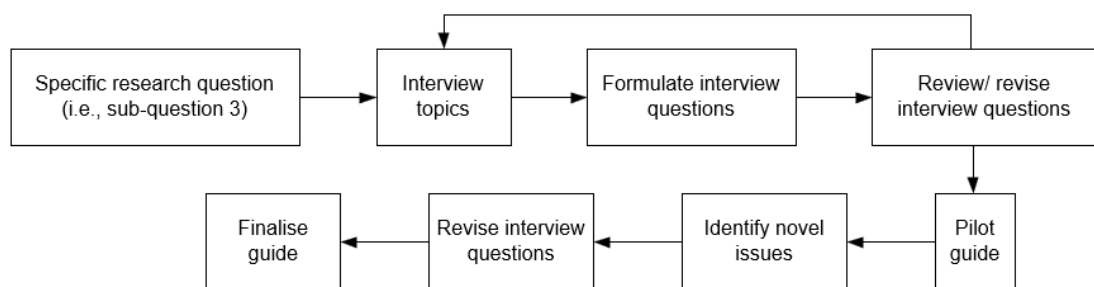 Specific research question
(i.e., sub-question 3)
Interview
topics
Formulate interview
questions
Review/ revise
interview questions
Pilot
guide
Identify novel
issues
Revise interview
questions
Finalise
guide